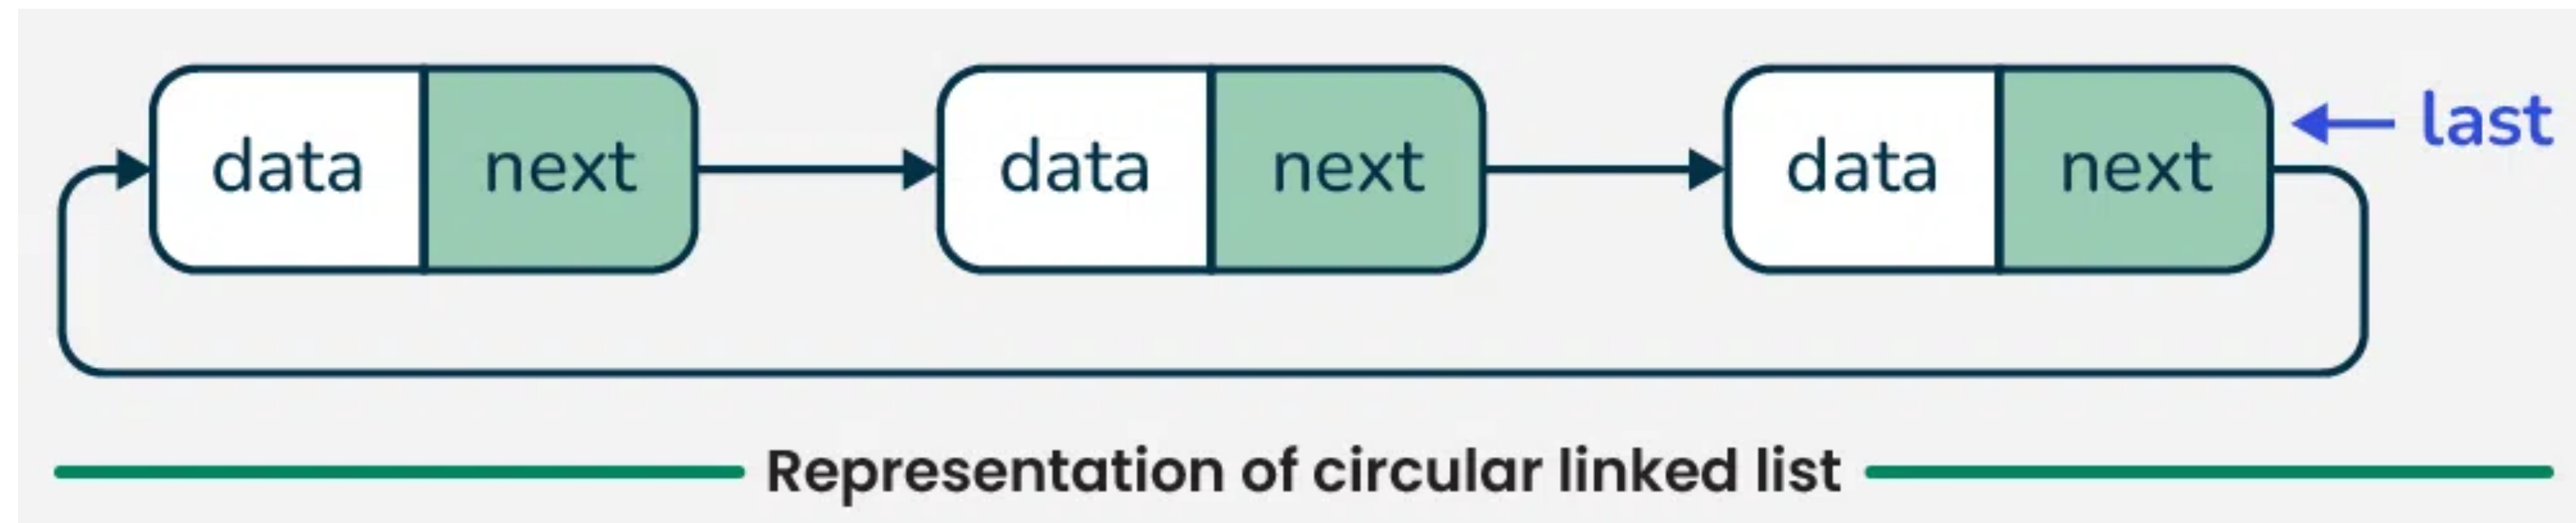 last
data next data next data next
Representation of circular linked list